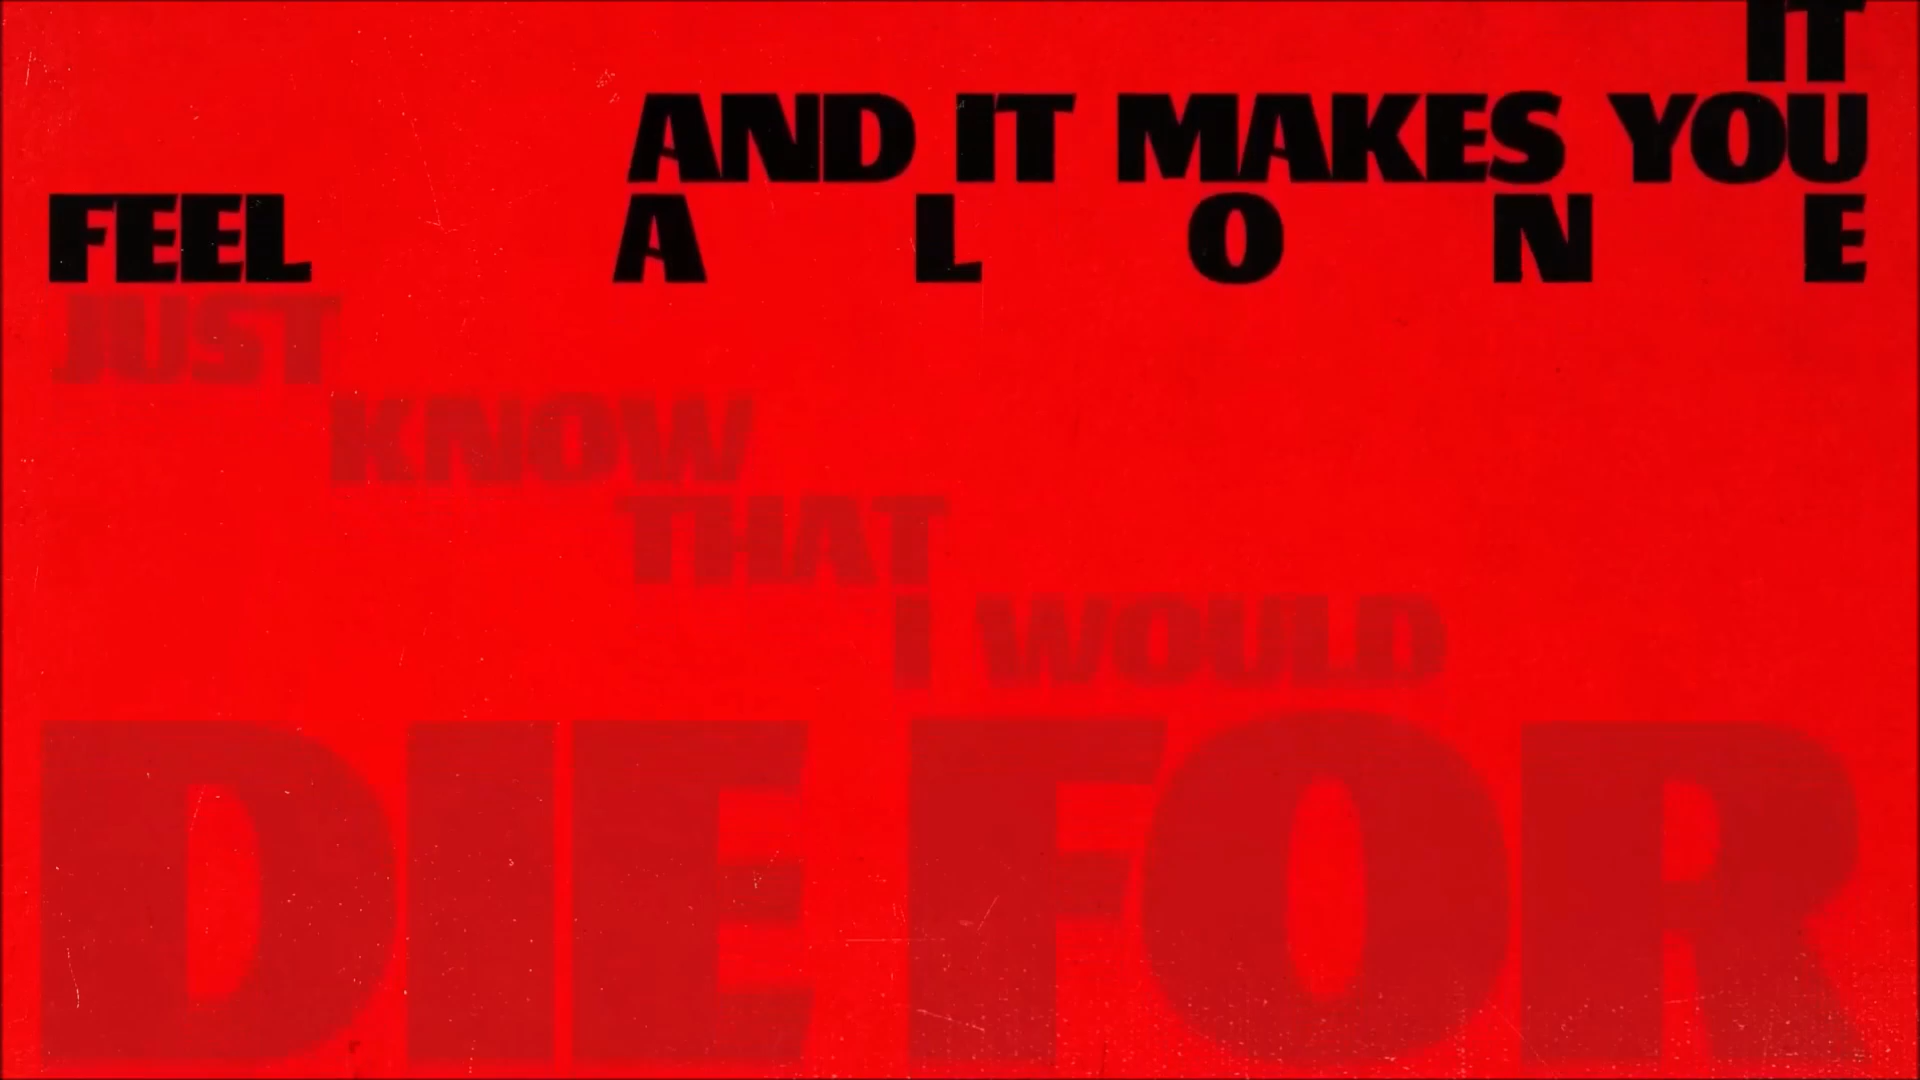 IT
AND IT MAKES YOU
FEEL A L O N E
JUST
KNOW
THAT
I WOULD
DIE FOR